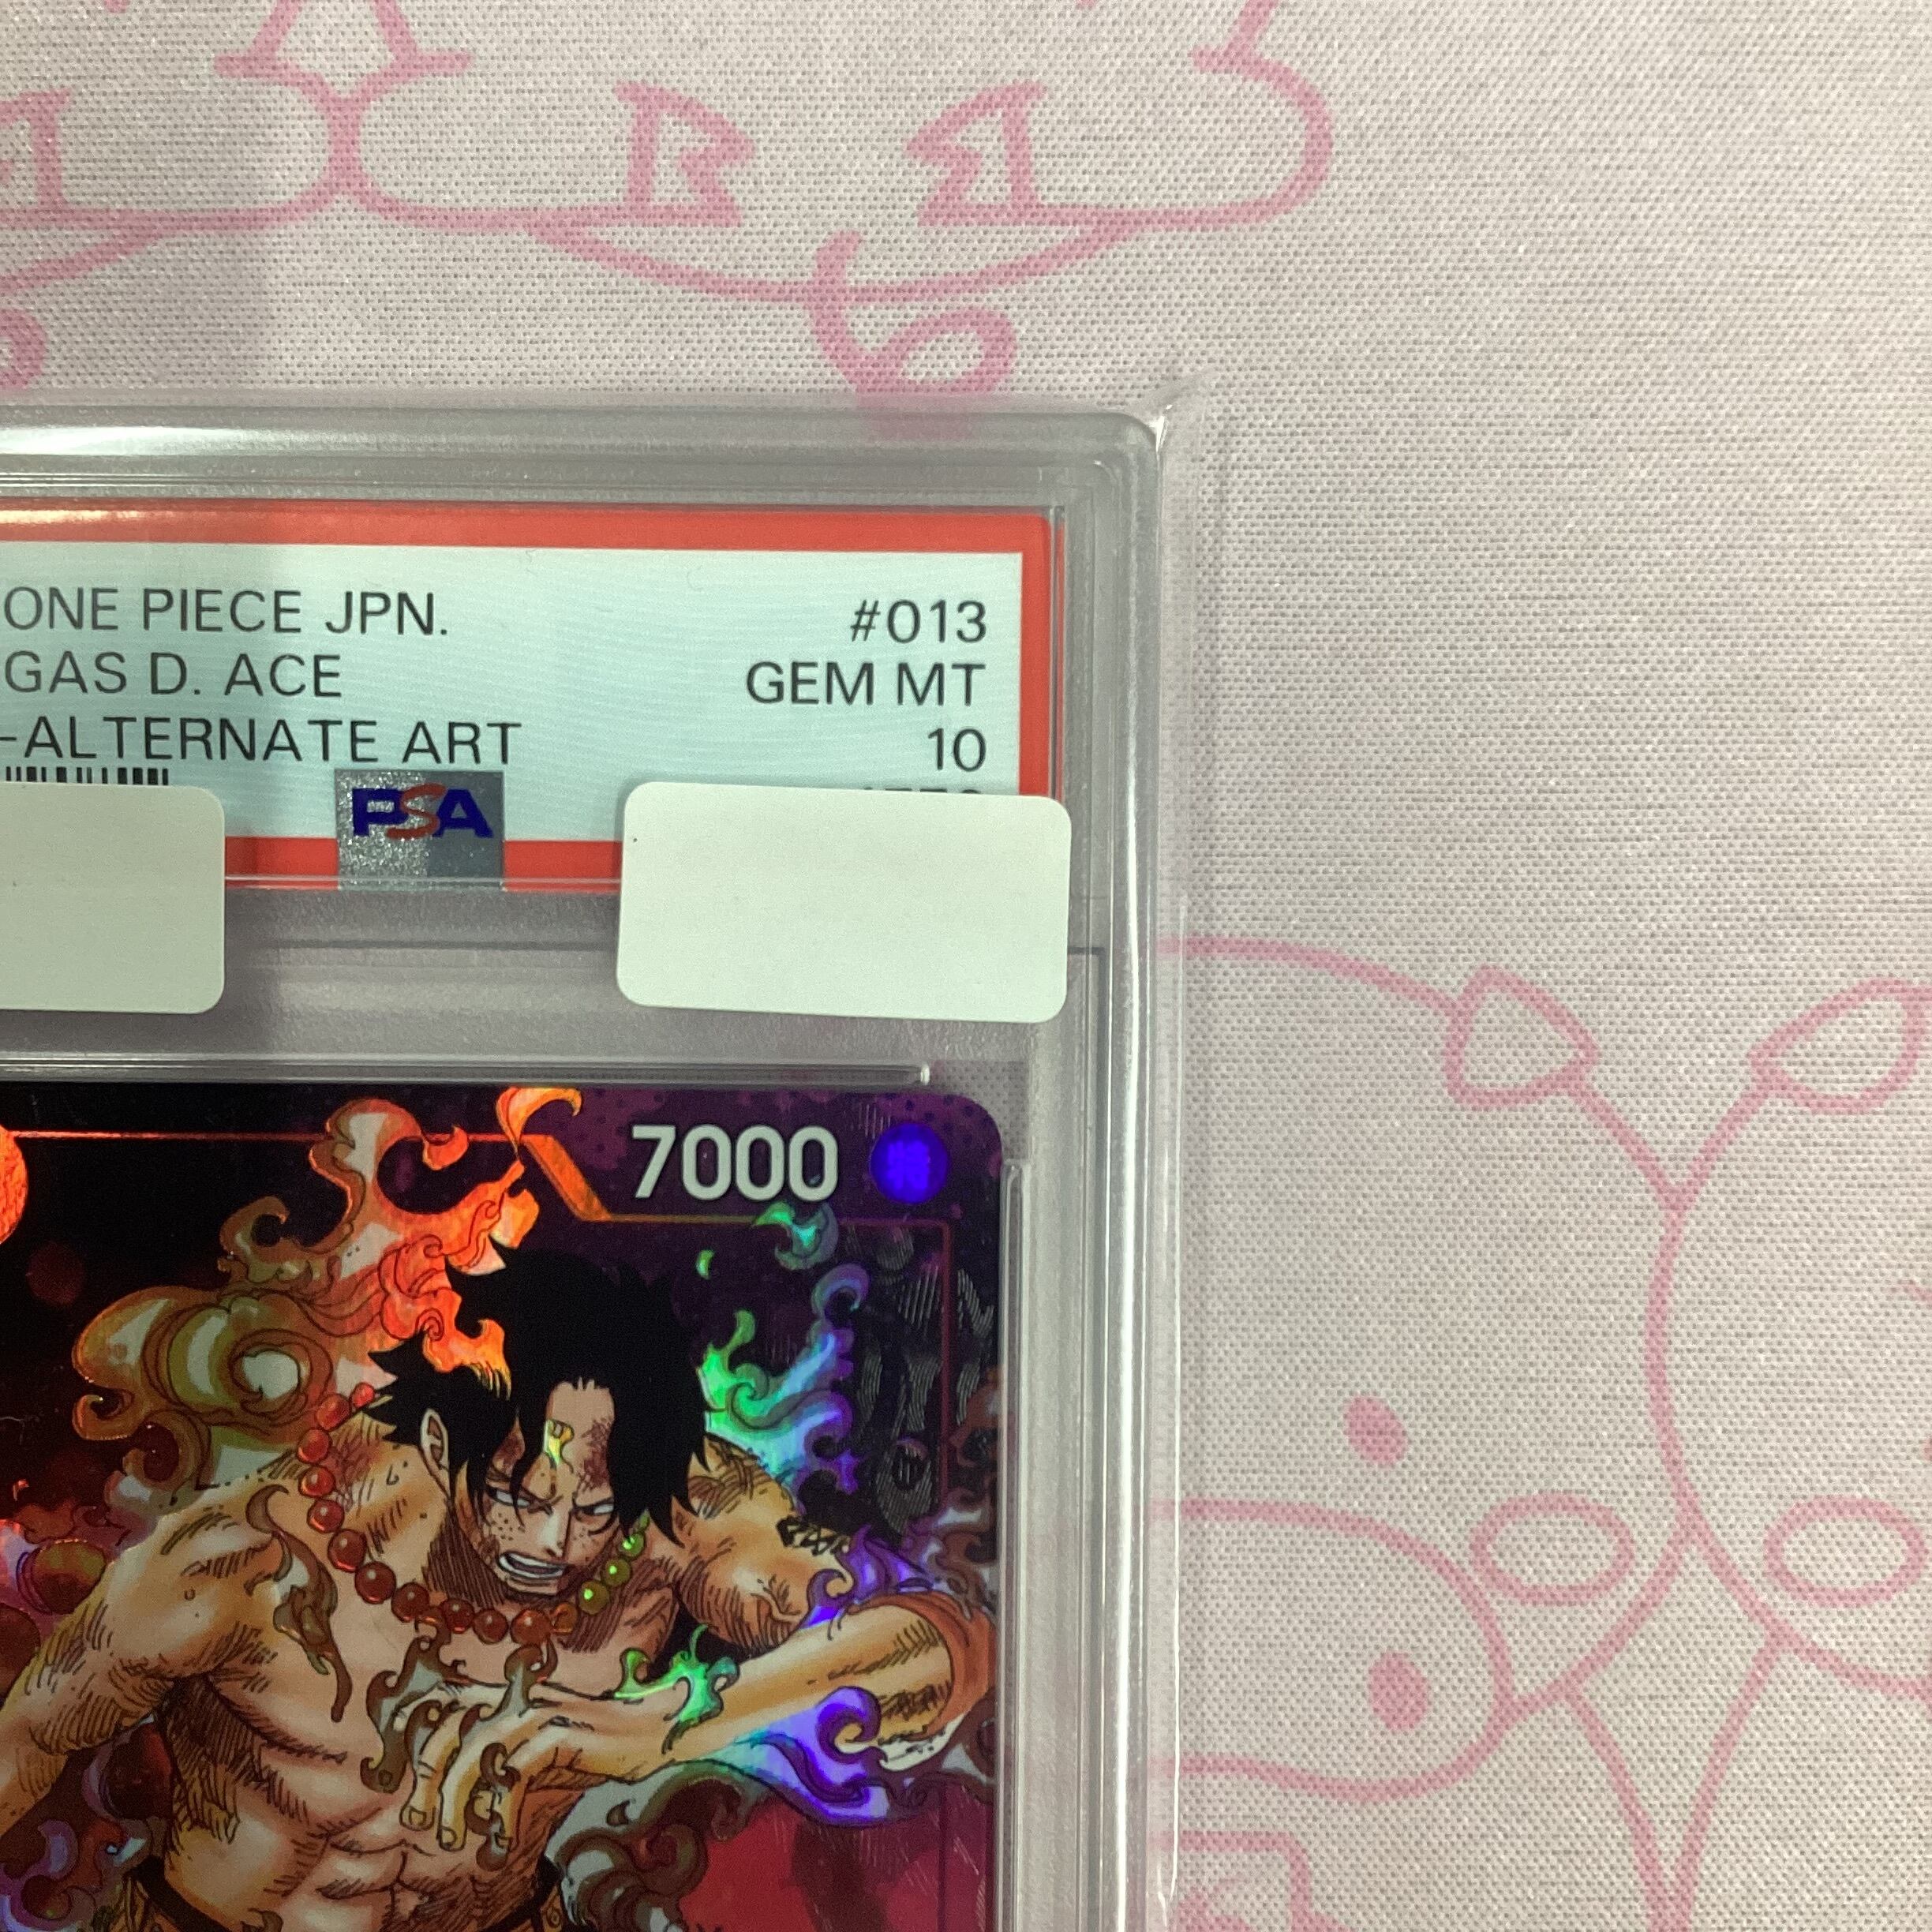 ONE PIECE JPN.
#013
GAS D. ACE
GEM MT
-ALTERNATE ART
10
PSA
7000